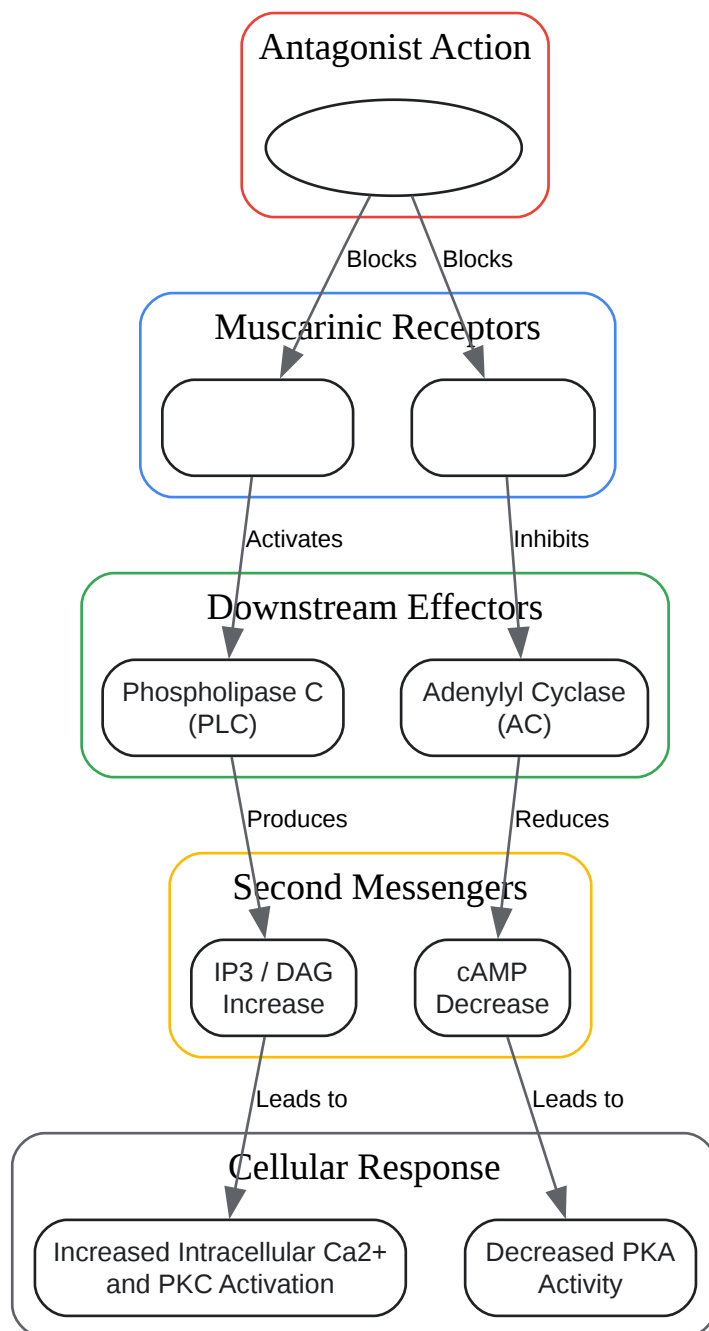 Antagonist Action
Blocks
Blocks
Muscarinic Receptors
Activates
Inhibits
Downstream Effectors
Phospholipase C
(PLC)
Adenylyl Cyclase
(AC)
Produces
Reduces
Second Messengers
IP3 / DAG
Increase
cAMP
Decrease
Leads to
Leads to
Cellular Response
Increased Intracellular Ca2+
and PKC Activation
Decreased PKA
Activity